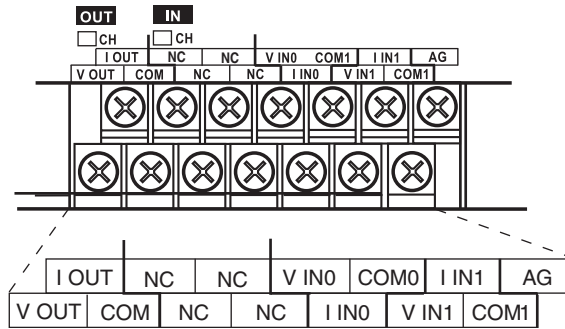 OUT IN
CH CH
I OUT NC NC V IN0 COM1 I IN1 AG
V OUT COM NC NC I IN0 V IN1 COM1
I OUT NC NC V IN0 COM0 I IN1 AG
V OUT COM NC NC I IN0 V IN1 COM1